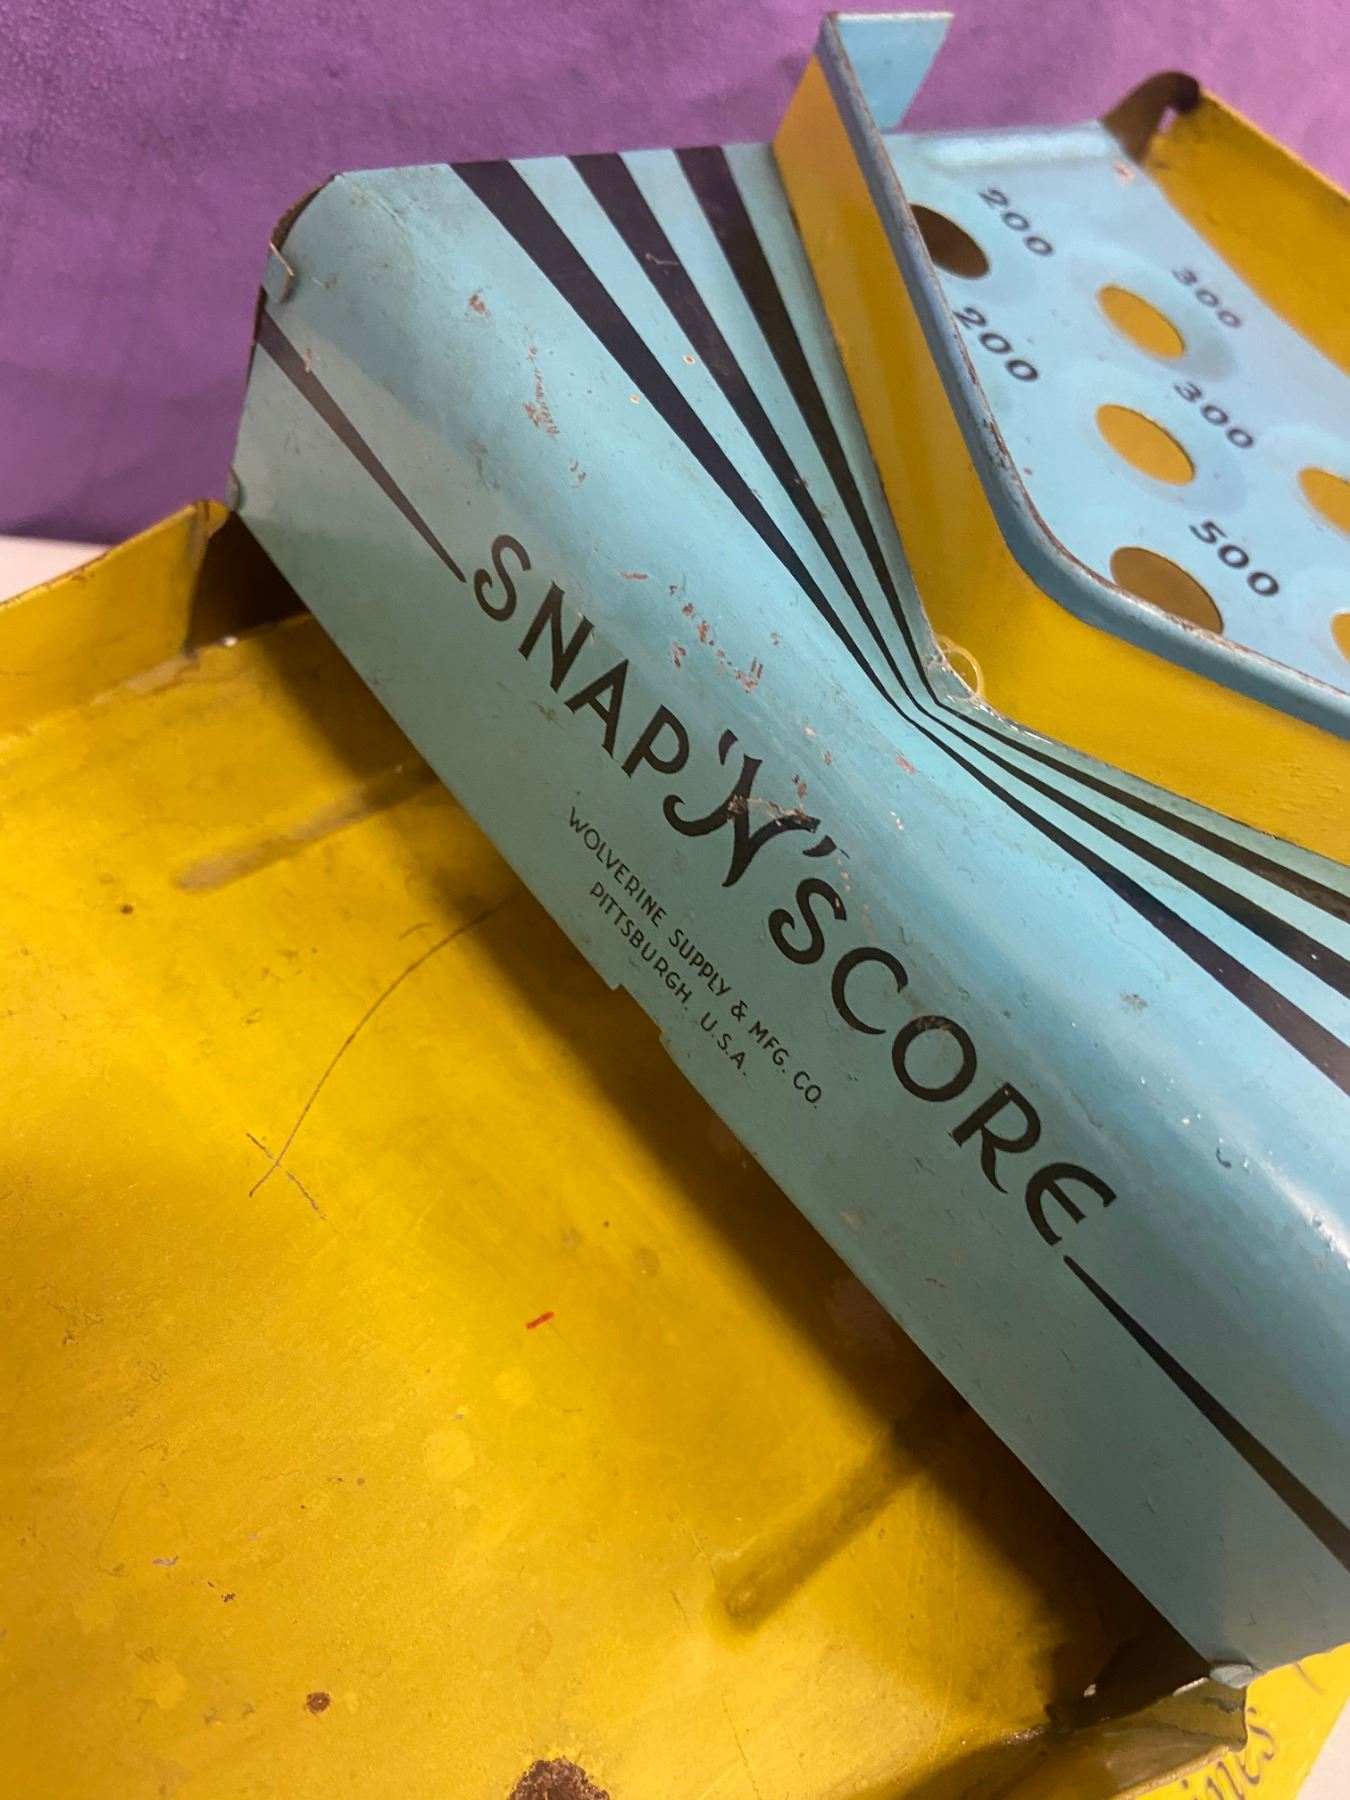 200
300
200
300
500
SNAP 'N' SCORE
WOLVERINE SUPPLY & MFG. CO.
PITTSBURGH, U.S.A.